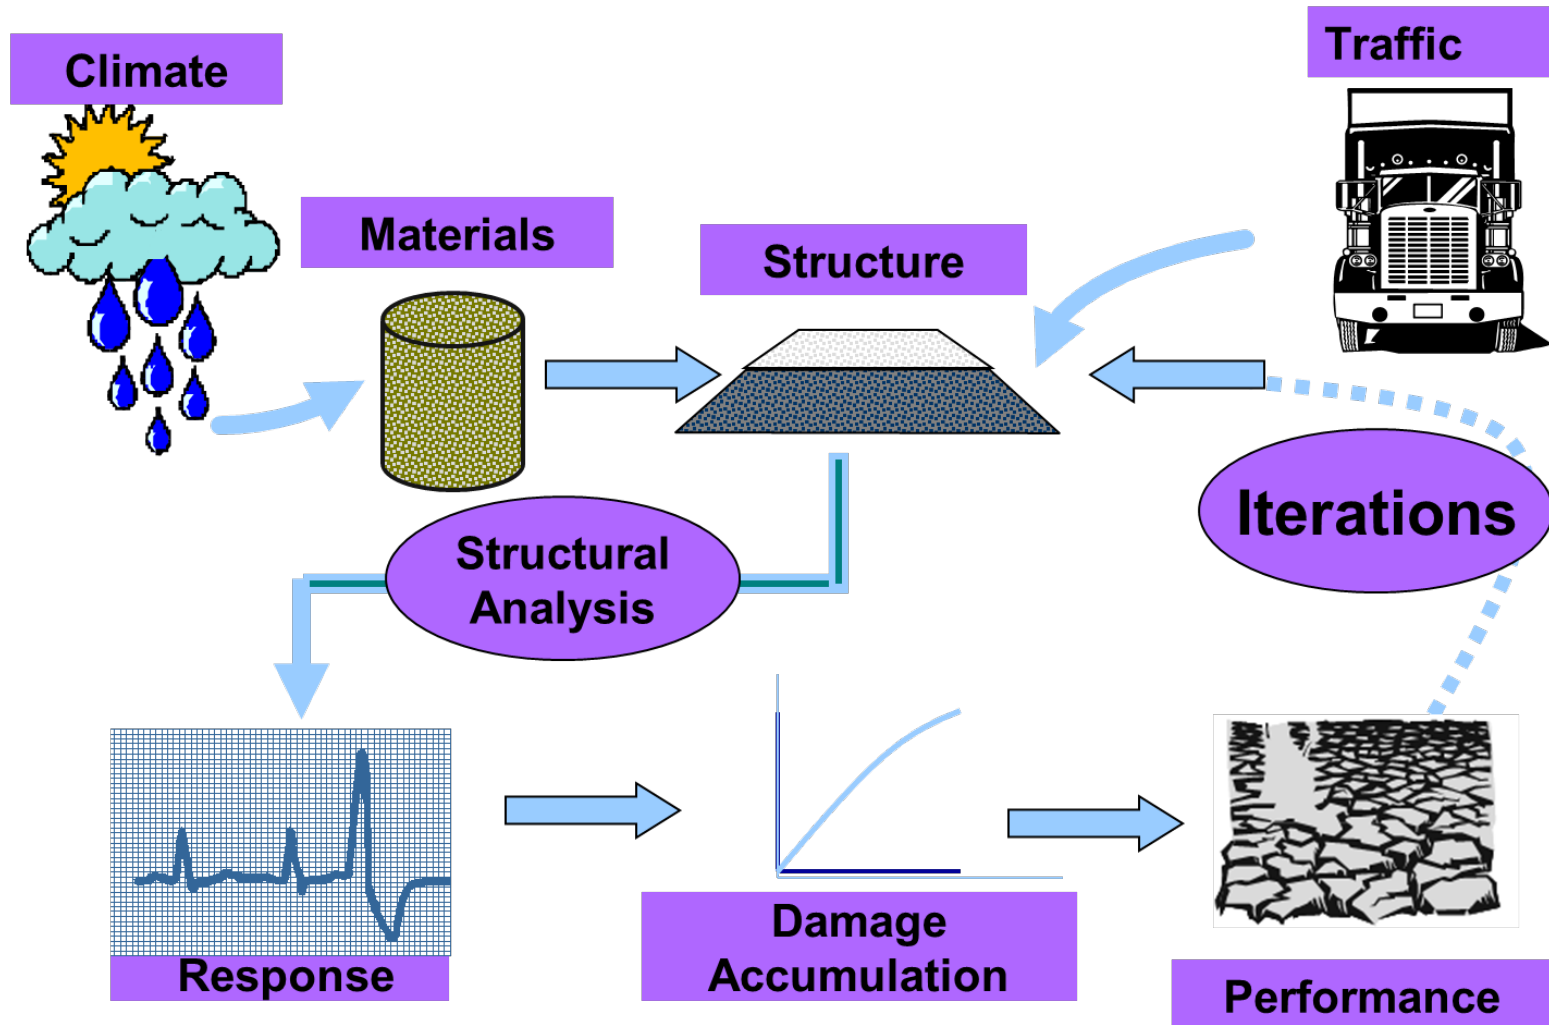 Climate
Traffic
Materials
Structure
Iterations
Structural
Analysis
Response
Damage
Accumulation
Performance